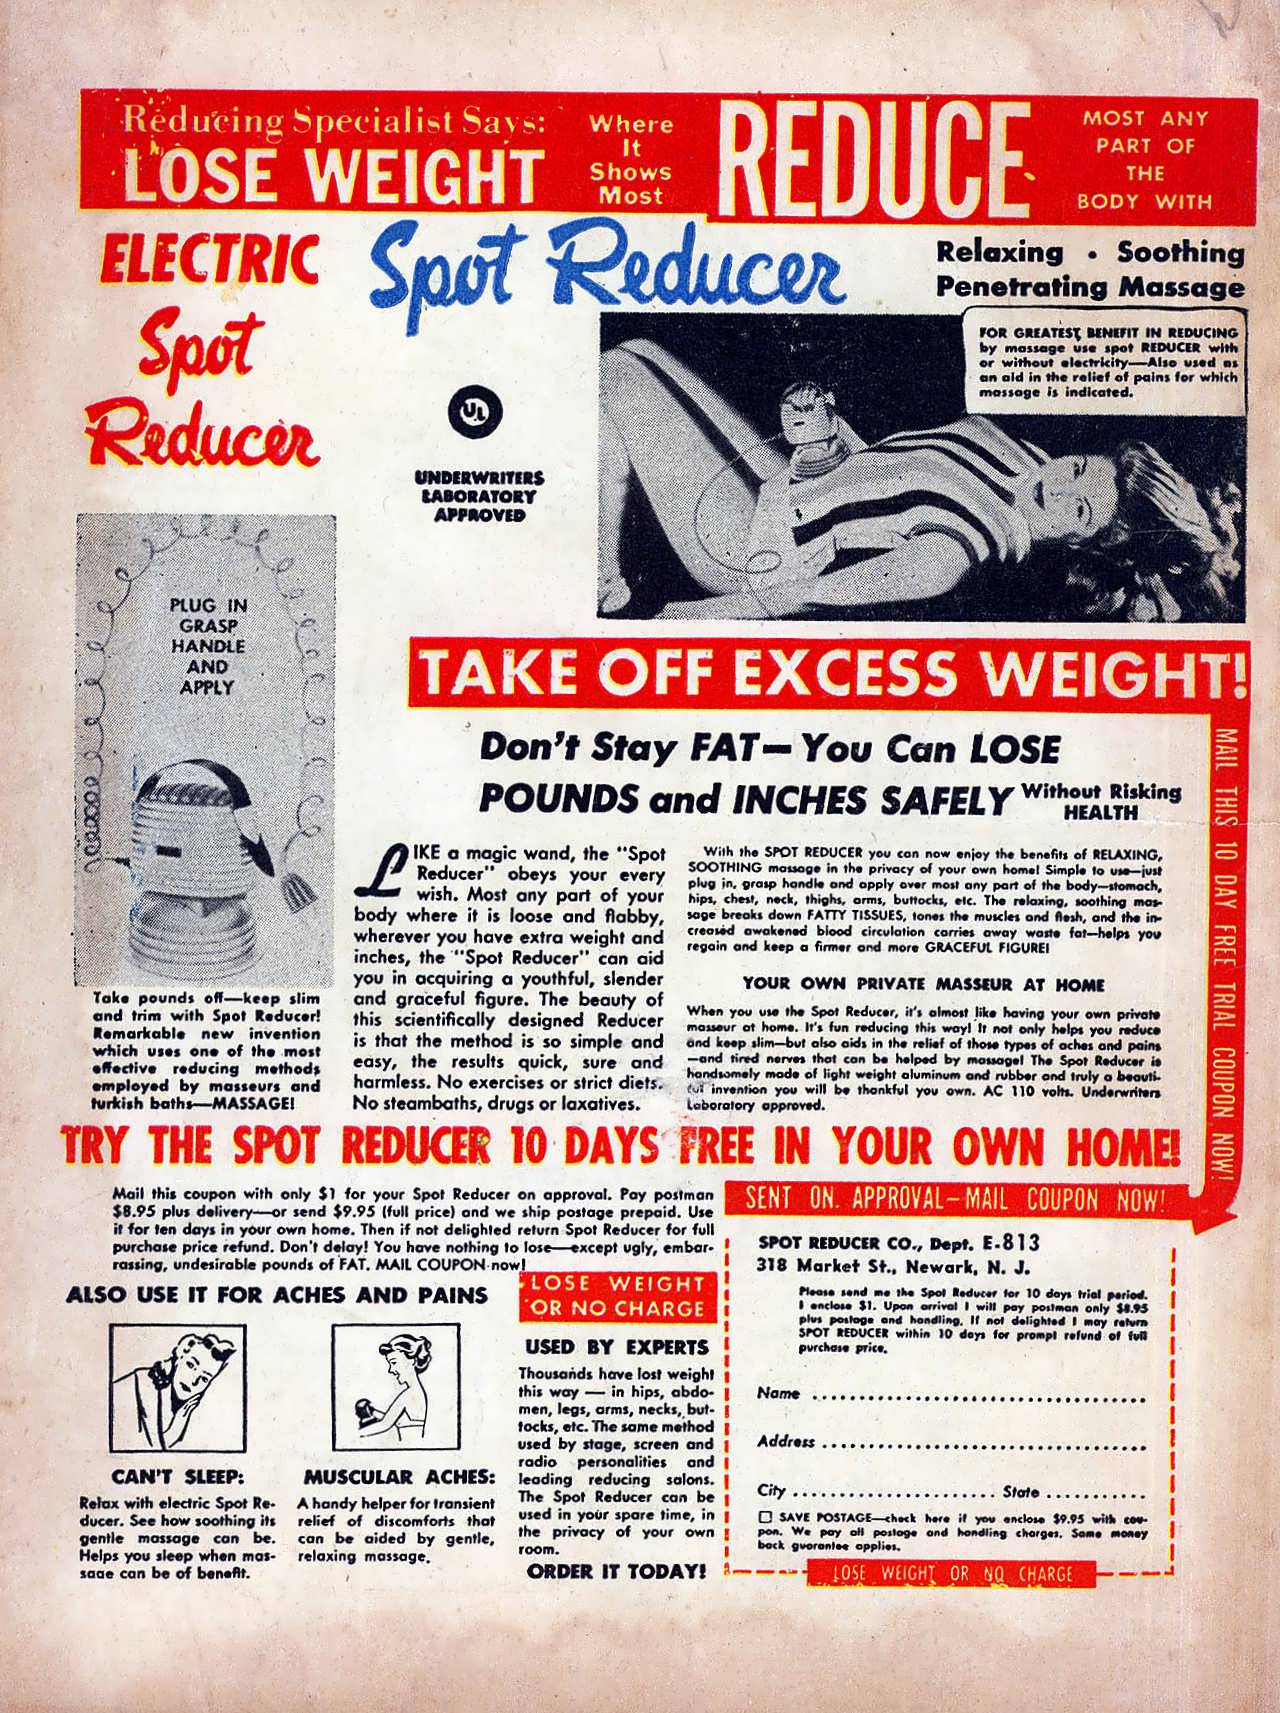 Reducing Specialist Says:
LOSE WEIGHT
Where
It
Shows
Most
REDUCE
MOST ANY
PART OF
THE
BODY WITH
ELECTRIC
Spot
Reducer
Spot Reducer
Relaxing • Soothing
Penetrating Massage
UL
UNDERWRITERS
LABORATORY
APPROVED
FOR GREATEST BENEFIT IN REDUCING
by massage use spot REDUCER with
or without electricity—Also used as
an aid in the relief of pains for which
massage is indicated.
PLUG IN
GRASP
HANDLE
AND
APPLY
Take pounds off—keep slim
and trim with Spot Reducer!
Remarkable new invention
which uses one of the most
effective reducing methods
employed by masseurs and
turkish baths—MASSAGE!
TAKE OFF EXCESS WEIGHT!
Don't Stay FAT—You Can LOSE
POUNDS and INCHES SAFELY Without Risking
HEALTH
LIKE a magic wand, the "Spot
Reducer" obeys your every
wish. Most any part of your
body where it is loose and flabby,
wherever you have extra weight and
inches, the "Spot Reducer" can aid
you in acquiring a youthful, slender
and graceful figure. The beauty of
this scientifically designed Reducer
is that the method is so simple and
easy, the results quick, sure and
harmless. No exercises or strict diets.
No steambaths, drugs or laxatives.
With the SPOT REDUCER you can now enjoy the benefits of RELAXING,
SOOTHING massage in the privacy of your own home! Simple to use—just
plug in, grasp handle and apply over most any part of the body—stomach,
hips, chest, neck, thighs, arms, buttocks, etc. The relaxing, soothing mas-
sage breaks down FATTY TISSUES, tones the muscles and flesh, and the in-
creased awakened blood circulation carries away waste fat—helps you
regain and keep a firmer and more GRACEFUL FIGURE!
YOUR OWN PRIVATE MASSEUR AT HOME
When you use the Spot Reducer, it's almost like having your own private
masseur at home. It's fun reducing this way! It not only helps you reduce
and keep slim—but also aids in the relief of those types of aches and pains
—and tired nerves that can be helped by massage! The Spot Reducer is
handsomely made of light weight aluminum and rubber and truly a beauti-
ful invention you will be thankful you own. AC 110 volts. Underwriters
Laboratory approved.
MAIL THIS 10 DAY FREE TRIAL COUPON NOW!
TRY THE SPOT REDUCER 10 DAYS FREE IN YOUR OWN HOME!
Mail this coupon with only $1 for your Spot Reducer on approval. Pay postman
$8.95 plus delivery—or send $9.95 (full price) and we ship postage prepaid. Use
it for ten days in your own home. Then if not delighted return Spot Reducer for full
purchase price refund. Don't delay! You have nothing to lose—except ugly, embar-
rassing, undesirable pounds of FAT. MAIL COUPON now!
ALSO USE IT FOR ACHES AND PAINS
CAN'T SLEEP:
Relax with electric Spot Re-
ducer. See how soothing its
gentle massage can be.
Helps you sleep when mas-
sage can be of benefit.
MUSCULAR ACHES:
A handy helper for transient
relief of discomforts that
can be aided by gentle,
relaxing massage.
LOSE WEIGHT
OR NO CHARGE
USED BY EXPERTS
Thousands have lost weight
this way — in hips, abdo-
men, legs, arms, necks, but-
tocks, etc. The same method
used by stage, screen and
radio personalities and
leading reducing salons.
The Spot Reducer can be
used in your spare time, in
the privacy of your own
room.
ORDER IT TODAY!
SENT ON APPROVAL—MAIL COUPON NOW!
SPOT REDUCER CO., Dept. E-813
318 Market St., Newark, N. J.
Please send me the Spot Reducer for 10 days trial period.
I enclose $1. Upon arrival I will pay postman only $8.95
plus postage and handling. If not delighted I may return
SPOT REDUCER within 10 days for prompt refund of full
purchase price.
Name ........................................
Address ........................................
City ........................ State ............
☐ SAVE POSTAGE—check here if you enclose $9.95 with cou-
pon. We pay all postage and handling charges. Same money
back guarantee applies.
LOSE WEIGHT OR NO CHARGE